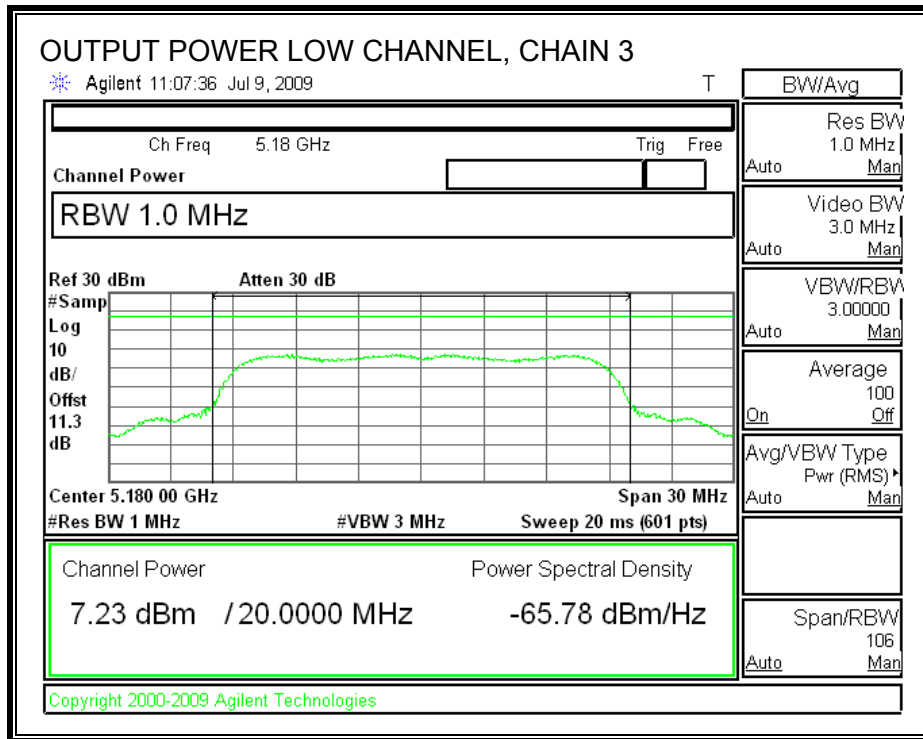 OUTPUT POWER LOW CHANNEL, CHAIN 3
Agilent 11:07:36 Jul 9, 2009
T
Ch Freq 5.18 GHz
Trig Free
Channel Power
RBW 1.0 MHz
Ref 30 dBm
Atten 30 dB
#Samp
Log
10
dB/
Offst
11.3
dB
Center 5.180 00 GHz
Span 30 MHz
#Res BW 1 MHz
#VBW 3 MHz
Sweep 20 ms (601 pts)
Channel Power
Power Spectral Density
7.23 dBm /20.0000 MHz
-65.78 dBm/Hz
Copyright 2000-2009 Agilent Technologies
BW/Avg
Res BW
1.0 MHz
Auto Man
Video BW
3.0 MHz
Auto Man
VBW/RBW
3.00000
Auto Man
Average
100
On Off
Avg/VBW Type
Pwr (RMS)
Auto Man
Span/RBW
106
Auto Man